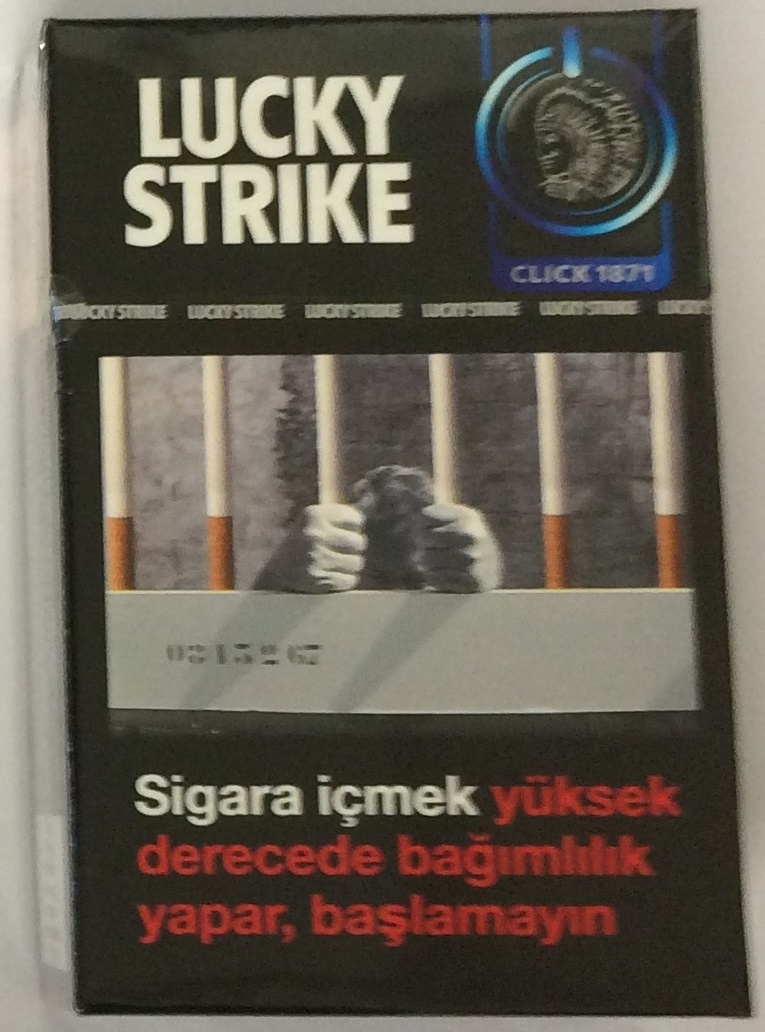 LUCKY
STRIKE
CLICK 1871
LUCKY STRIKE LUCKY STRIKE LUCKY STRIKE LUCKY STRIKE LUCKY STRIKE LUCKY
Sigara içmek yüksek
derecede bağımlılık
yapar, başlamayın